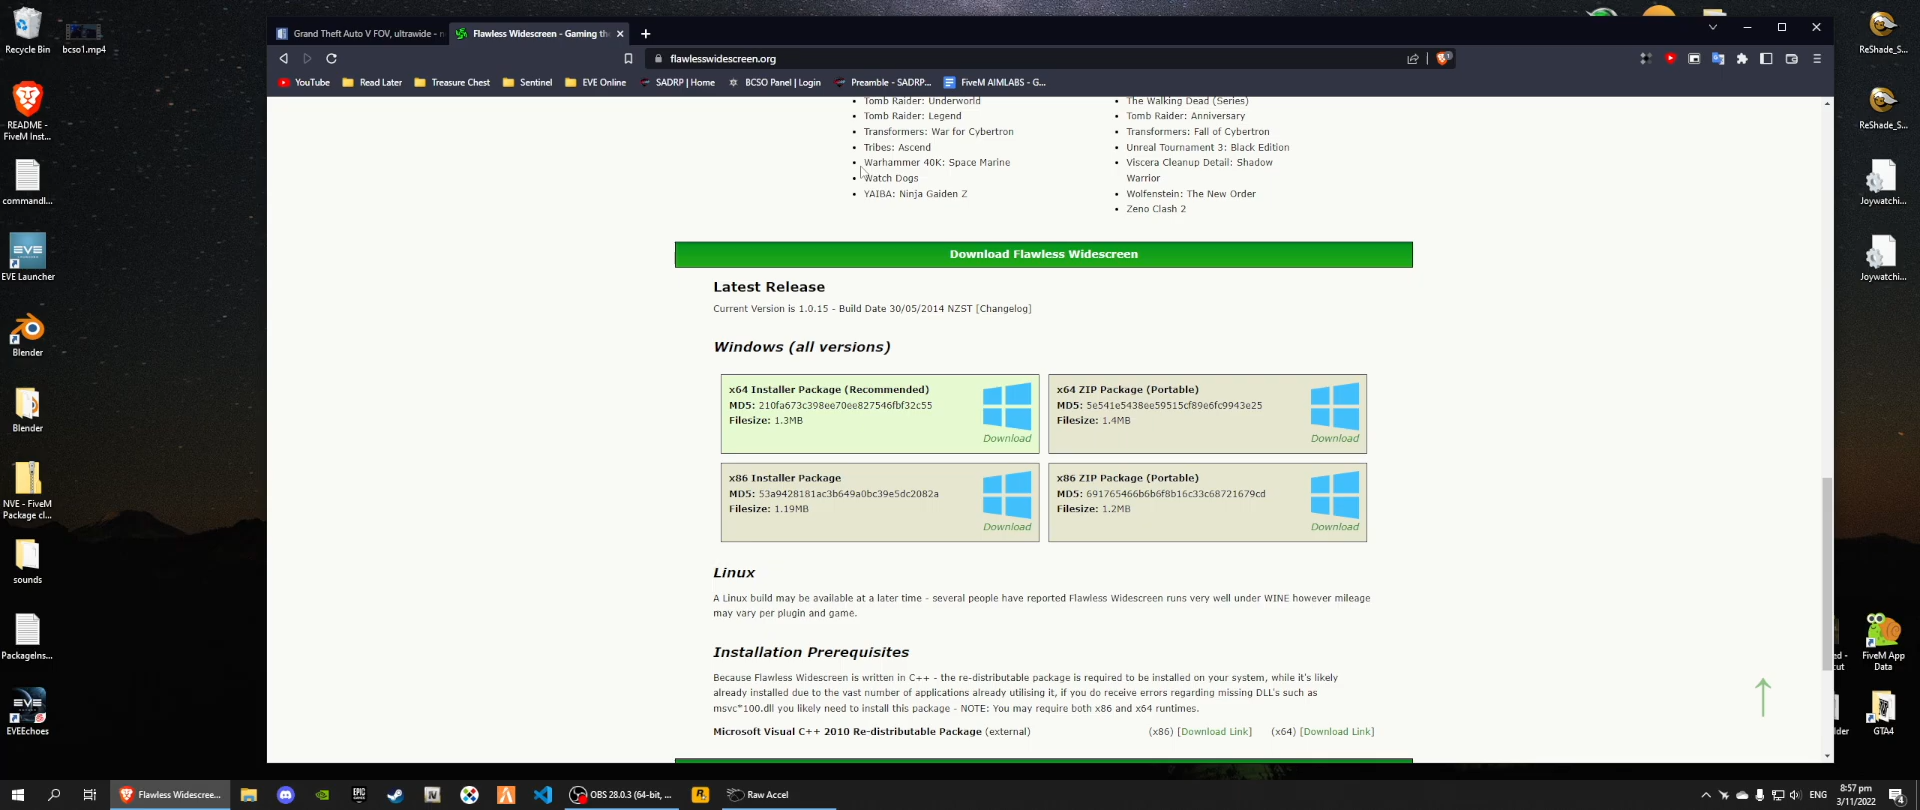 Recycle Bin
bcso1.mp4
README -
FiveM Inst...
commandl...
EVE
EVE Launcher
Blender
Blender
NVE - FiveM
Package cl...
sounds
PackageIns...
EVE
EVEEchoes
Grand Theft Auto V FOV, ultrawide - n
Flawless Widescreen - Gaming th
flawlesswidescreen.org
YouTube
Read Later
Treasure Chest
Sentinel
EVE Online
SADRP | Home
BCSO Panel | Login
Preamble - SADRP...
FiveM AIMLABS - G...
Tomb Raider: Underworld
Tomb Raider: Legend
Transformers: War for Cybertron
Tribes: Ascend
Warhammer 40K: Space Marine
Watch Dogs
YAIBA: Ninja Gaiden Z
The Walking Dead (Series)
Tomb Raider: Anniversary
Transformers: Fall of Cybertron
Unreal Tournament 3: Black Edition
Viscera Cleanup Detail: Shadow
Warrior
Wolfenstein: The New Order
Zeno Clash 2
Download Flawless Widescreen
Latest Release
Current Version is 1.0.15 - Build Date 30/05/2014 NZST [Changelog]
Windows (all versions)
x64 Installer Package (Recommended)
MD5: 210fa673c398ee70ee827546fbf32c55
Filesize: 1.3MB
Download
x64 ZIP Package (Portable)
MD5: 5e541e5438ee59515cf89e6fc9943e25
Filesize: 1.4MB
Download
x86 Installer Package
MD5: 53a9428181ac3b649a0bc39e5dc2082a
Filesize: 1.19MB
Download
x86 ZIP Package (Portable)
MD5: 691765466b6b6f8b16c33c68721679cd
Filesize: 1.2MB
Download
Linux
A Linux build may be available at a later time - several people have reported Flawless Widescreen runs very well under WINE however mileage
may vary per plugin and game.
Installation Prerequisites
Because Flawless Widescreen is written in C++ - the re-distributable package is required to be installed on your system, while it's likely
already installed due to the vast number of applications already utilising it, if you do receive errors regarding missing DLL's such as
msvc*100.dll you likely need to install this package - NOTE: You may require both x86 and x64 runtimes.
Microsoft Visual C++ 2010 Re-distributable Package (external)
(x86) [Download Link]
(x64) [Download Link]
ReShade_S...
ReShade_S...
Joywatchi...
Joywatchi...
FiveM App
Data
GTA4
Flawless Widescree...
EPIC
GAMES
IV
OBS 28.0.3 (64-bit, ...
R
Raw Accel
ENG
8:57 pm
3/11/2022
4